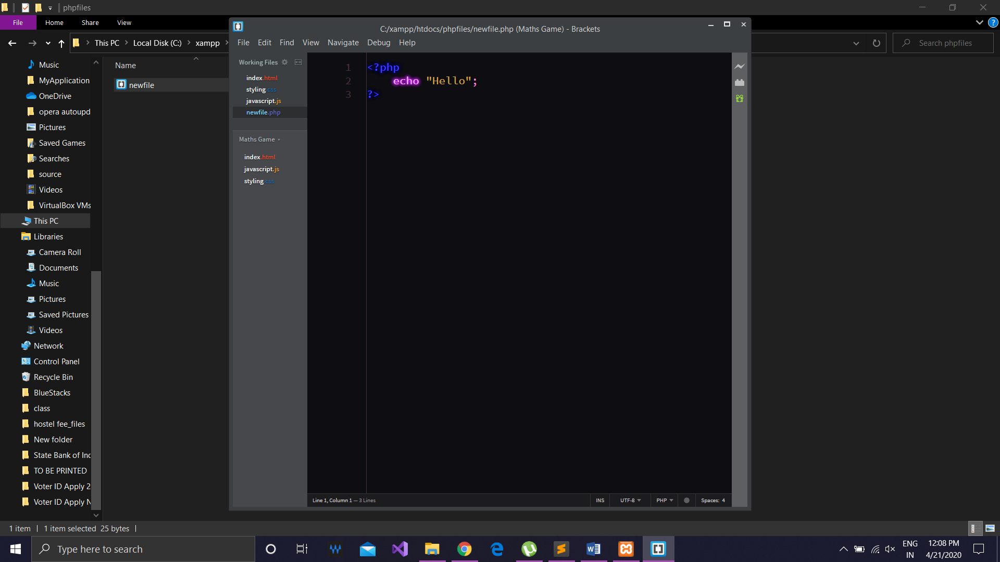 phpfiles
File Home Share View
This PC Local Disk (C:) xampp
Search phpfiles
Music
MyApplication
OneDrive
opera autoupd
Pictures
Saved Games
Searches
source
Videos
VirtualBox VMs
This PC
Libraries
Camera Roll
Documents
Music
Pictures
Saved Pictures
Videos
Network
Control Panel
Recycle Bin
BlueStacks
class
hostel fee_files
New folder
State Bank of Inc
TO BE PRINTED
Voter ID Apply 2
Voter ID Apply N
Name
newfile
1 item 1 item selected 25 bytes
C:/xampp/htdocs/phpfiles/newfile.php (Maths Game) - Brackets
File Edit Find View Navigate Debug Help
Working Files
index.html
styling.css
javascript.js
newfile.php
Maths Game
index.html
javascript.js
styling.css
1 <?php
2 echo "Hello";
3 ?>
Line 1, Column 1 — 3 Lines
INS UTF-8 PHP Spaces: 4
Type here to search
ENG
IN
12:08 PM
4/21/2020